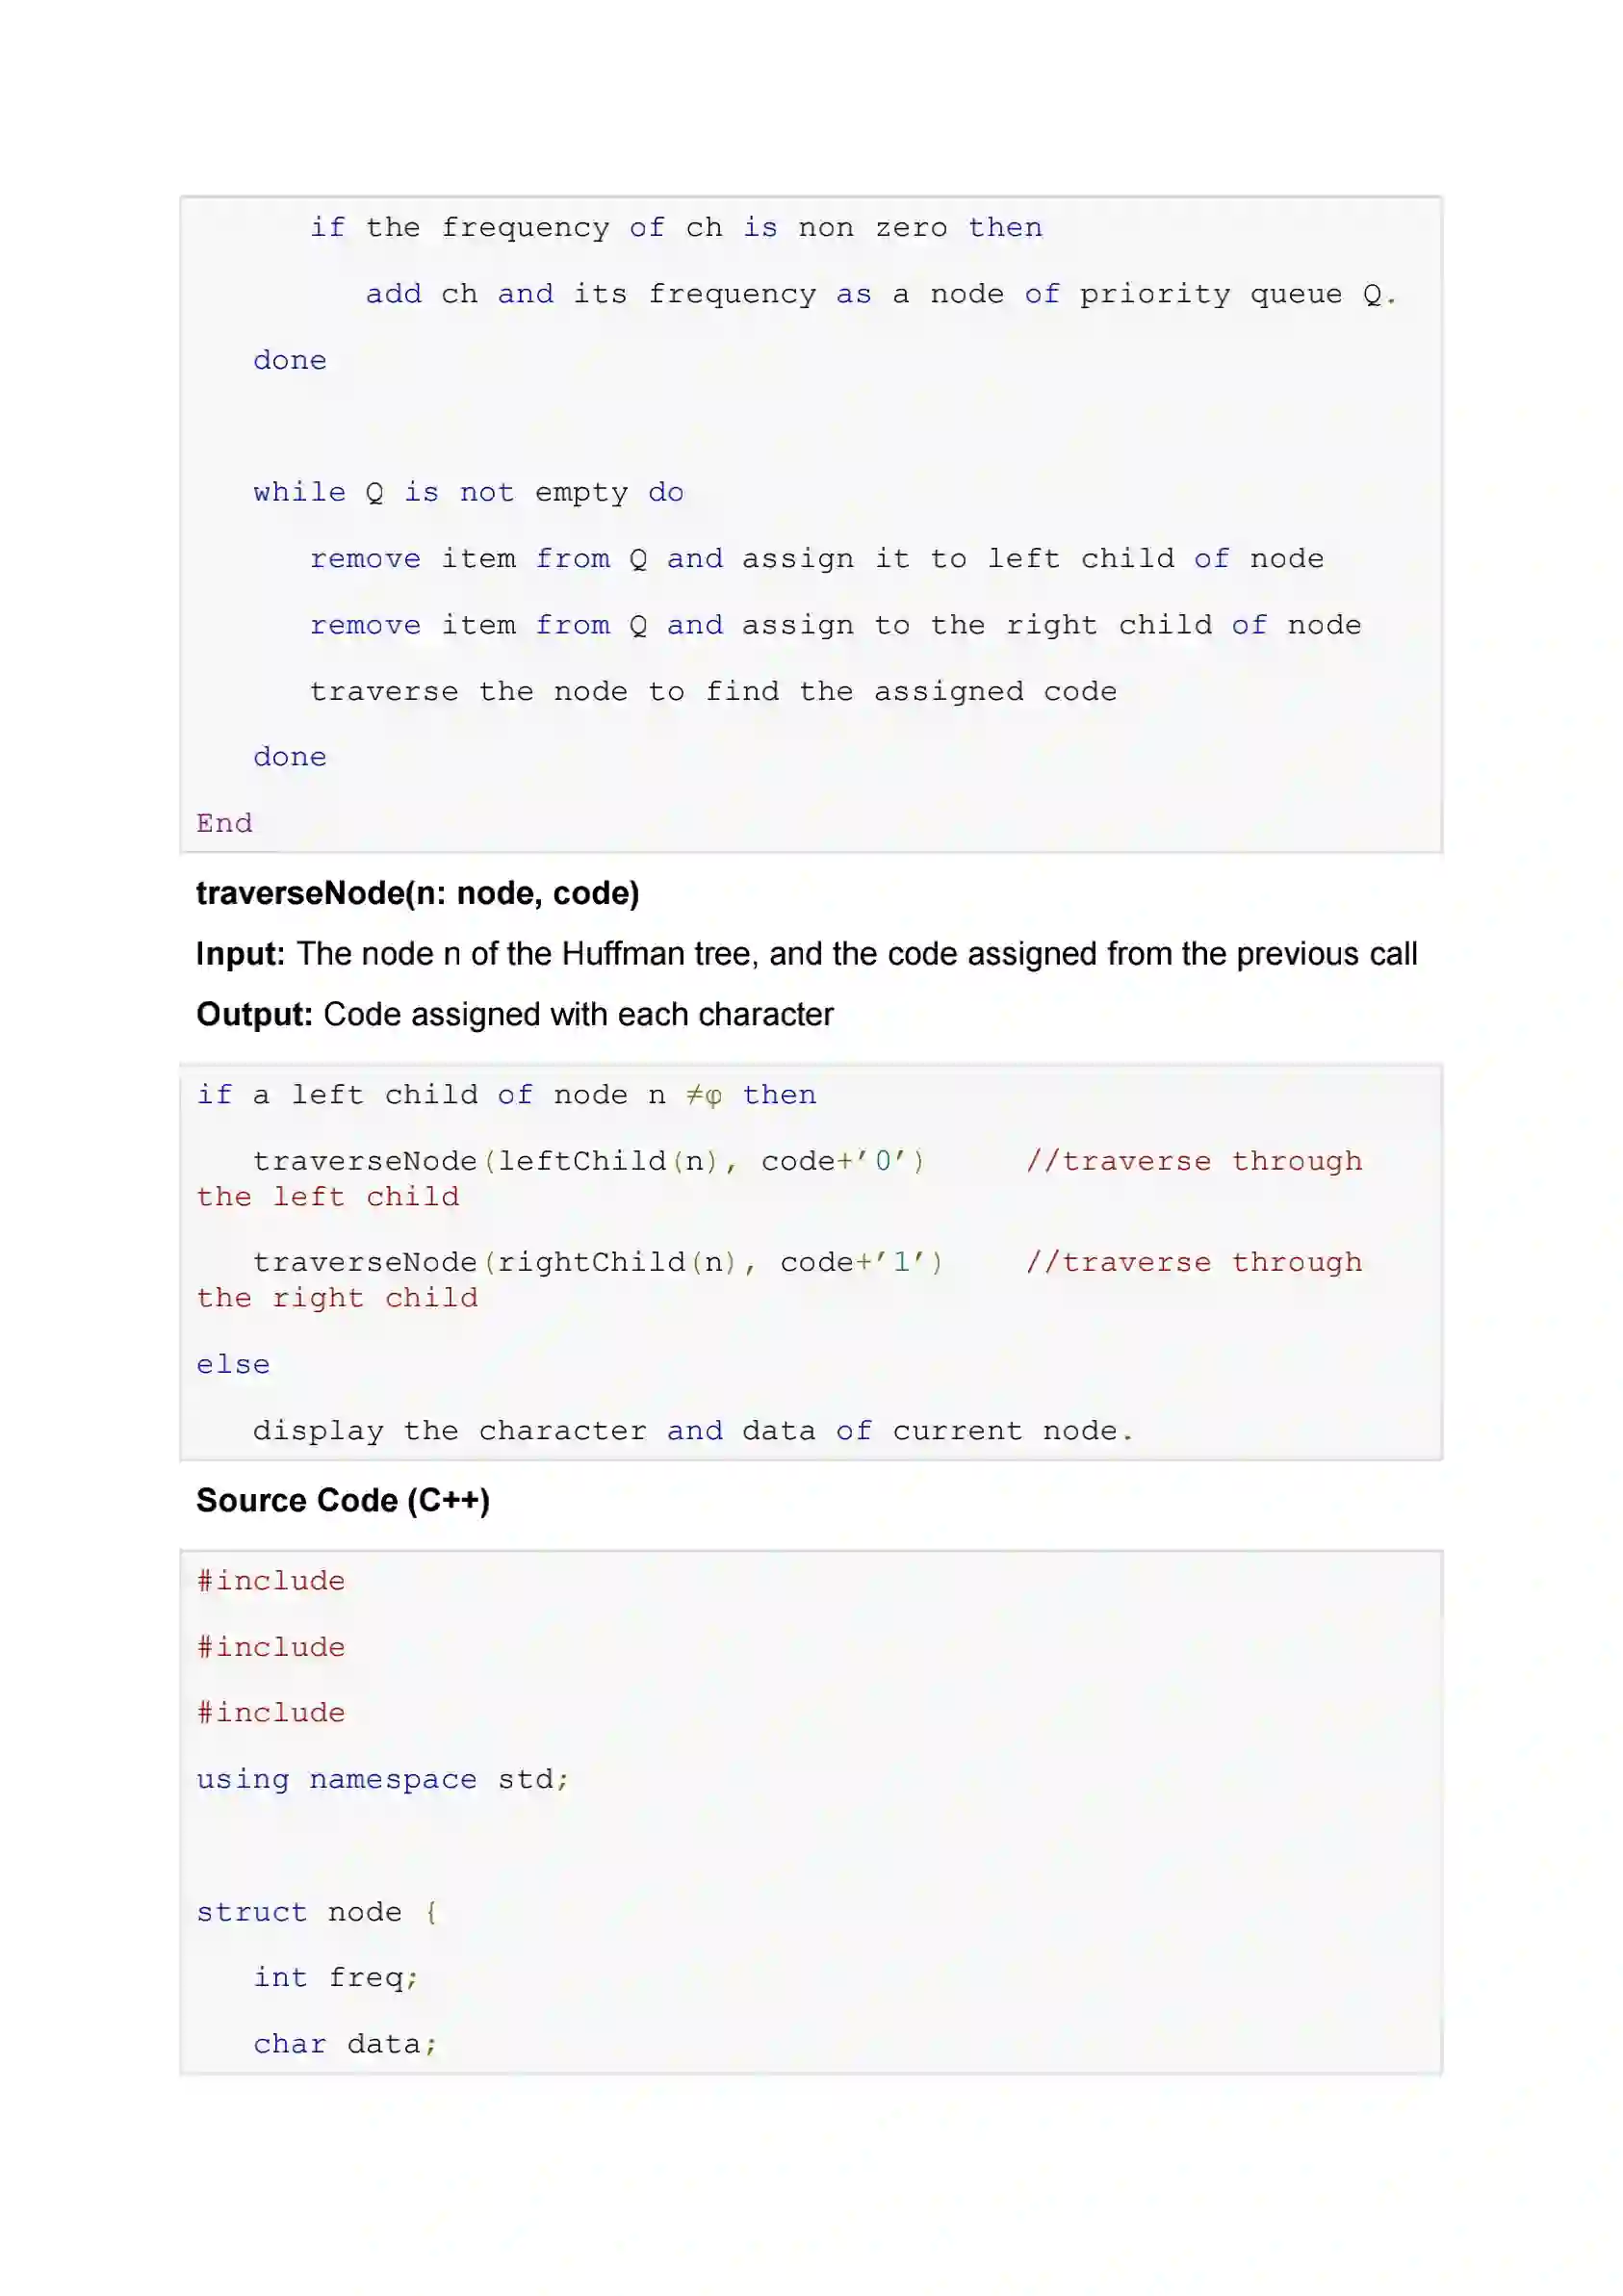 if the frequency of ch is non zero then
add ch and its frequency as a node of priority queue Q.
done
while Q is not empty do
remove item from Q and assign it to left child of node
remove item from Q and assign to the right child of node
traverse the node to find the assigned code
done
End
traverseNode(n: node, code)
Input: The node n of the Huffman tree, and the code assigned from the previous call
Output: Code assigned with each character
if a left child of node n ≠φ then
traverseNode(leftChild(n), code+’0’) //traverse through
the left child
traverseNode(rightChild(n), code+’1’) //traverse through
the right child
else
display the character and data of current node.
Source Code (C++)
#include
#include
#include
using namespace std;
struct node {
int freq;
char data;